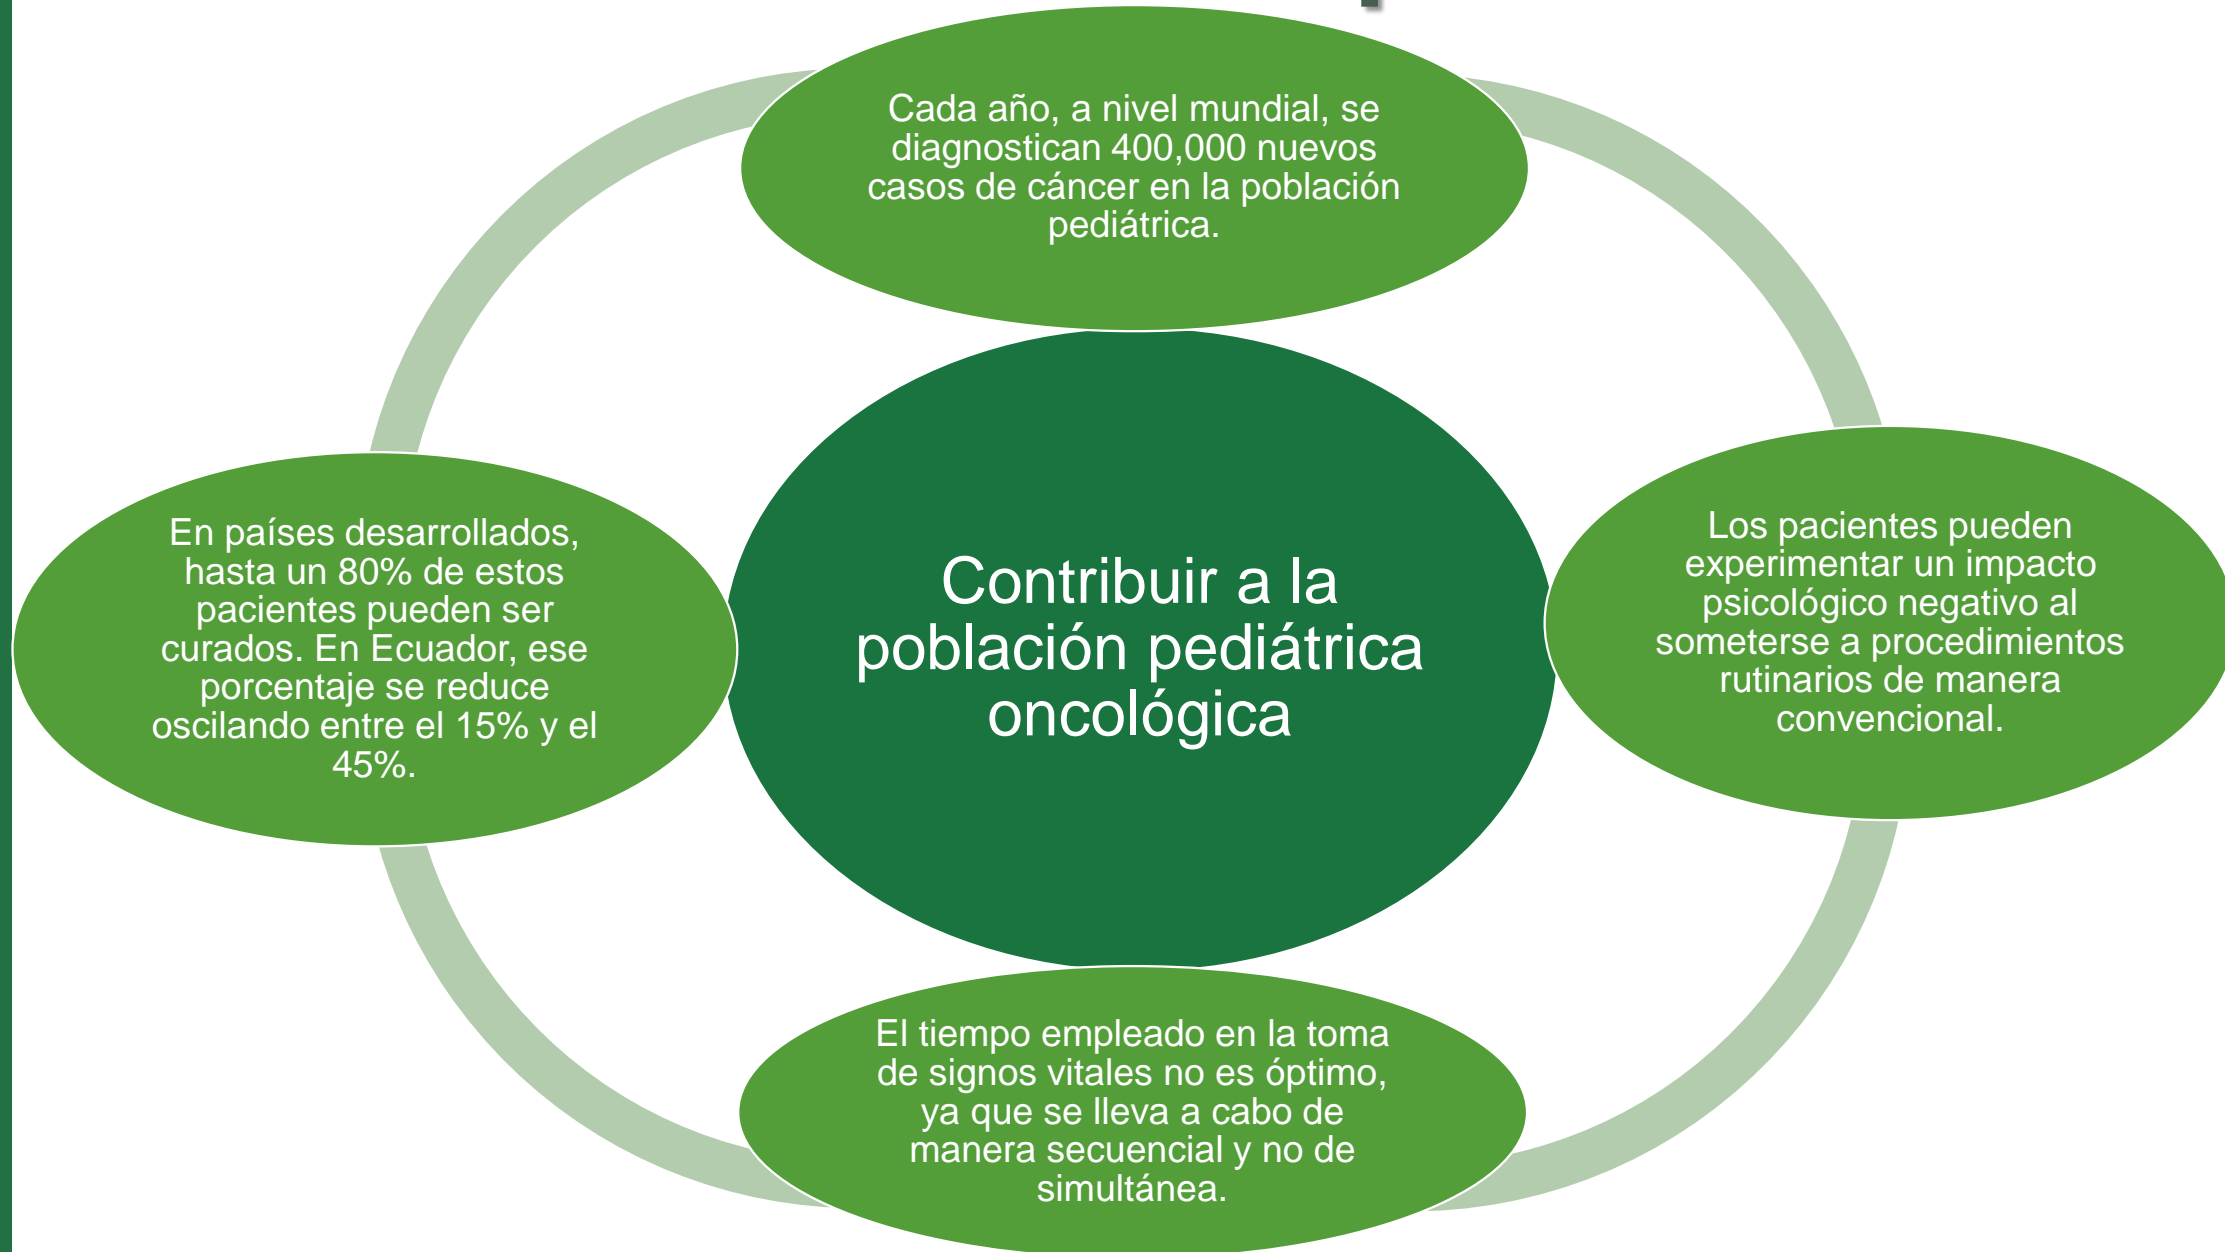 Cada año, a nivel mundial, se
diagnostican 400,000 nuevos
casos de cáncer en la población
pediátrica.
En países desarrollados,
hasta un 80% de estos
pacientes pueden ser
curados. En Ecuador, ese
porcentaje se reduce
oscilando entre el 15% y el
45%.
Contribuir a la
población pediátrica
oncológica
Los pacientes pueden
experimentar un impacto
psicológico negativo al
someterse a procedimientos
rutinarios de manera
convencional.
El tiempo empleado en la toma
de signos vitales no es óptimo,
ya que se lleva a cabo de
manera secuencial y no de
simultánea.